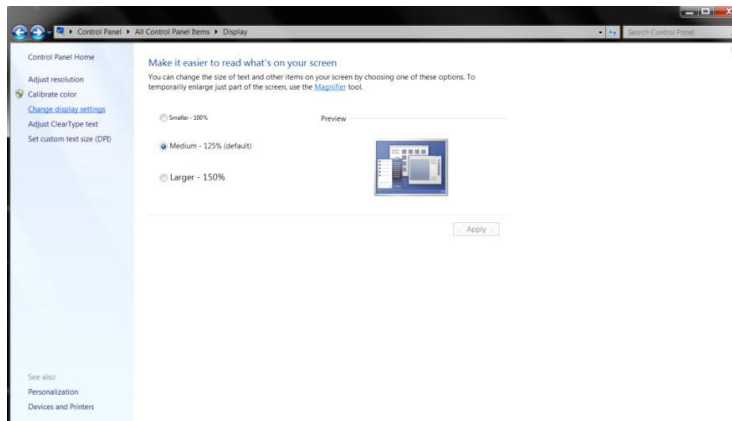 Control Panel ▸ All Control Panel Items ▸ Display
Search Control Panel
Control Panel Home
Adjust resolution
Calibrate color
Change display settings
Adjust ClearType text
Set custom text size (DPI)
See also
Personalization
Devices and Printers
Make it easier to read what's on your screen
You can change the size of text and other items on your screen by choosing one of these options. To
temporarily enlarge just part of the screen, use the Magnifier tool.
Smaller - 100%
Preview
Medium - 125% (default)
Larger - 150%
Apply